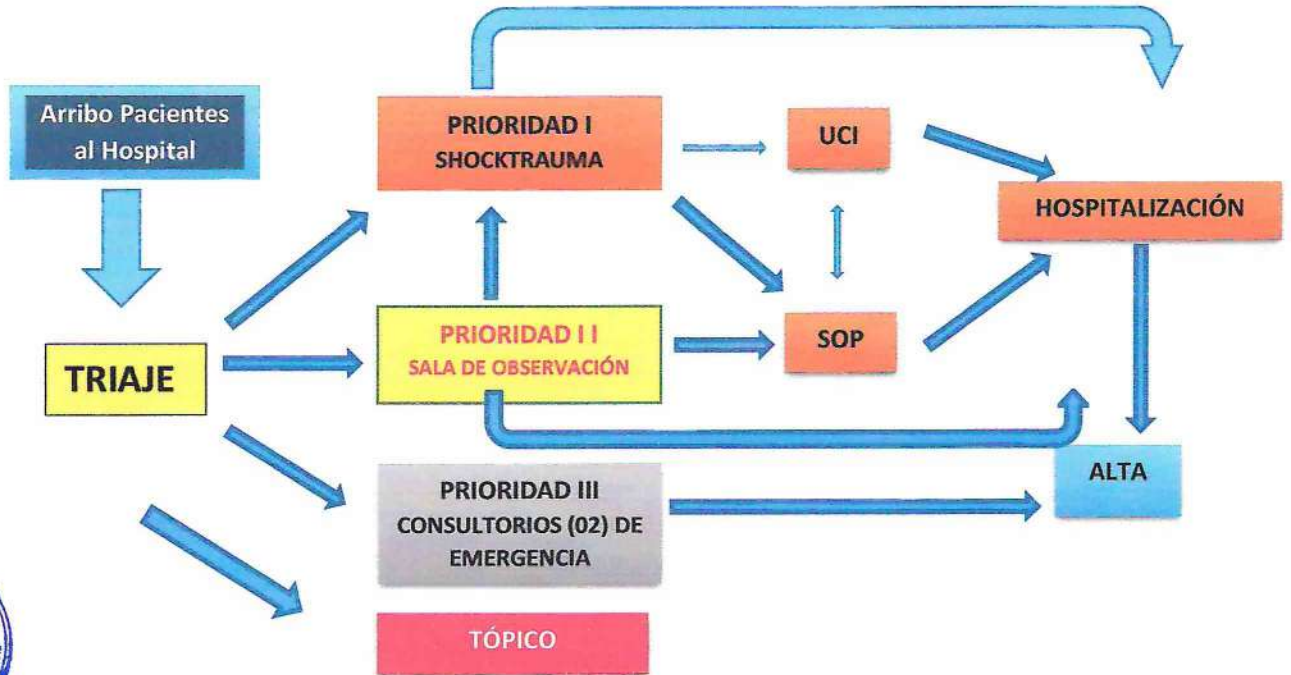 Arribo Pacientes
al Hospital
TRIAJE
PRIORIDAD I
SHOCKTRAUMA
PRIORIDAD I I
SALA DE OBSERVACIÓN
PRIORIDAD III
CONSULTORIOS (02) DE
EMERGENCIA
TÓPICO
UCI
SOP
HOSPITALIZACIÓN
ALTA